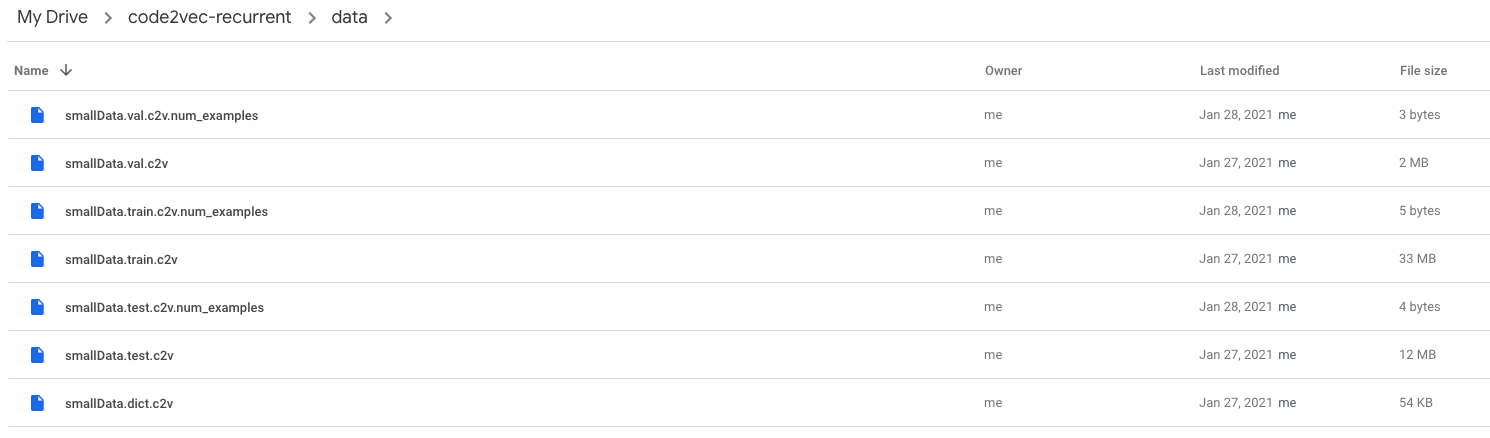 My Drive > code2vec-recurrent > data >
Name ↓ Owner Last modified File size
smallData.val.c2v.num_examples me Jan 28, 2021 me 3 bytes
smallData.val.c2v me Jan 27, 2021 me 2 MB
smallData.train.c2v.num_examples me Jan 28, 2021 me 5 bytes
smallData.train.c2v me Jan 27, 2021 me 33 MB
smallData.test.c2v.num_examples me Jan 28, 2021 me 4 bytes
smallData.test.c2v me Jan 27, 2021 me 12 MB
smallData.dict.c2v me Jan 27, 2021 me 54 KB